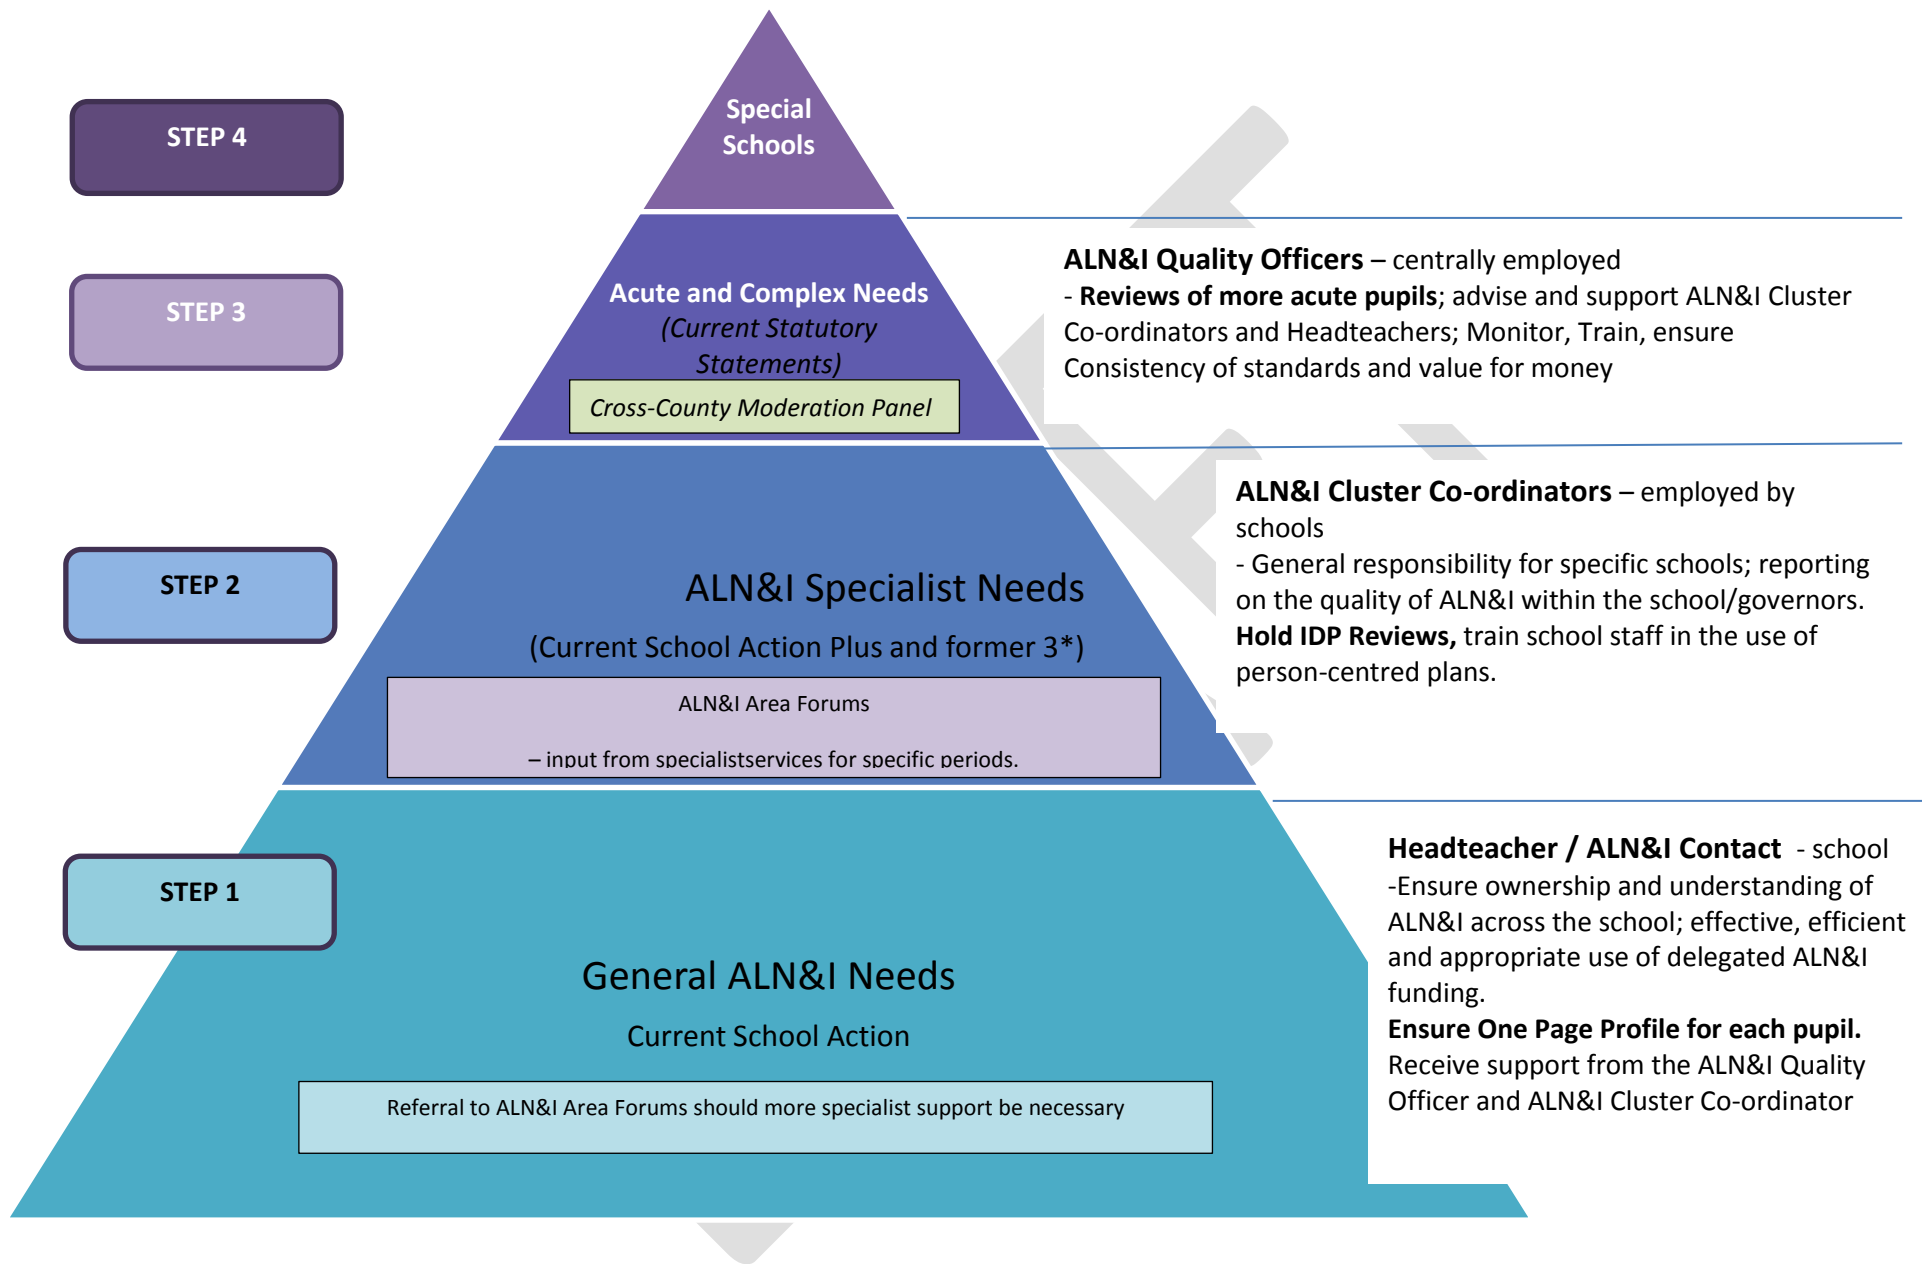 Special
Schools
STEP 4
ALN&I Quality Officers – centrally employed
- Reviews of more acute pupils; advise and support ALN&I Cluster
Co-ordinators and Headteachers; Monitor, Train, ensure
Consistency of standards and value for money
STEP 3
Acute and Complex Needs
(Current Statutory
Statements)
Cross-County Moderation Panel
ALN&I Cluster Co-ordinators – employed by
schools
- General responsibility for specific schools; reporting
on the quality of ALN&I within the school/governors.
Hold IDP Reviews, train school staff in the use of
person-centred plans.
STEP 2
ALN&I Specialist Needs
(Current School Action Plus and former 3*)
ALN&I Area Forums
– input from specialistservices for specific periods.
Headteacher / ALN&I Contact - school
-Ensure ownership and understanding of
ALN&I across the school; effective, efficient
and appropriate use of delegated ALN&I
funding.
Ensure One Page Profile for each pupil.
Receive support from the ALN&I Quality
Officer and ALN&I Cluster Co-ordinator
STEP 1
General ALN&I Needs
Current School Action
Referral to ALN&I Area Forums should more specialist support be necessary